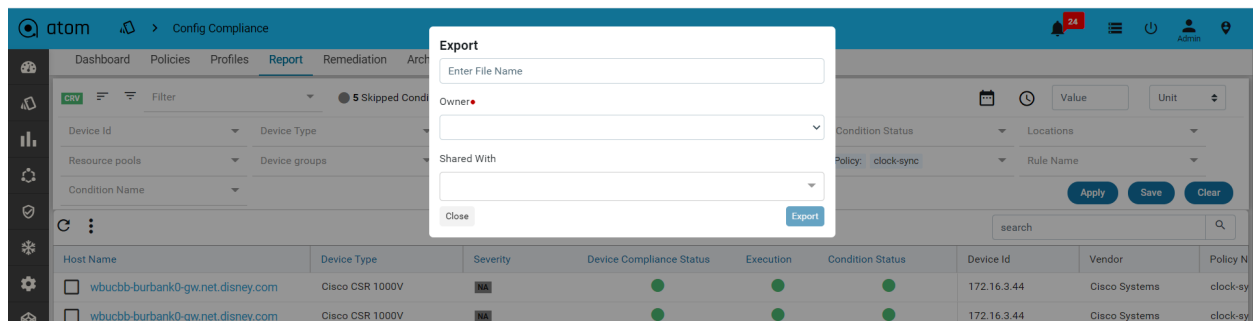 atom > Config Compliance 24 Admin
Dashboard Policies Profiles Report Remediation Arch
Export
Enter File Name
Owner
Shared With
Close Export
CRV Filter 5 Skipped Condi Value Unit
Device Id Device Type Condition Status Locations
Resource pools Device groups Policy: clock-sync Rule Name
Condition Name Apply Save Clear
search
Host Name Device Type Severity Device Compliance Status Execution Condition Status Device Id Vendor Policy N
wbucbb-burbank0-gw.net.disney.com Cisco CSR 1000V NA 172.16.3.44 Cisco Systems clock-sy
wbucbb-burbank0-gw.net.disney.com Cisco CSR 1000V NA 172.16.3.44 Cisco Systems clock-sy